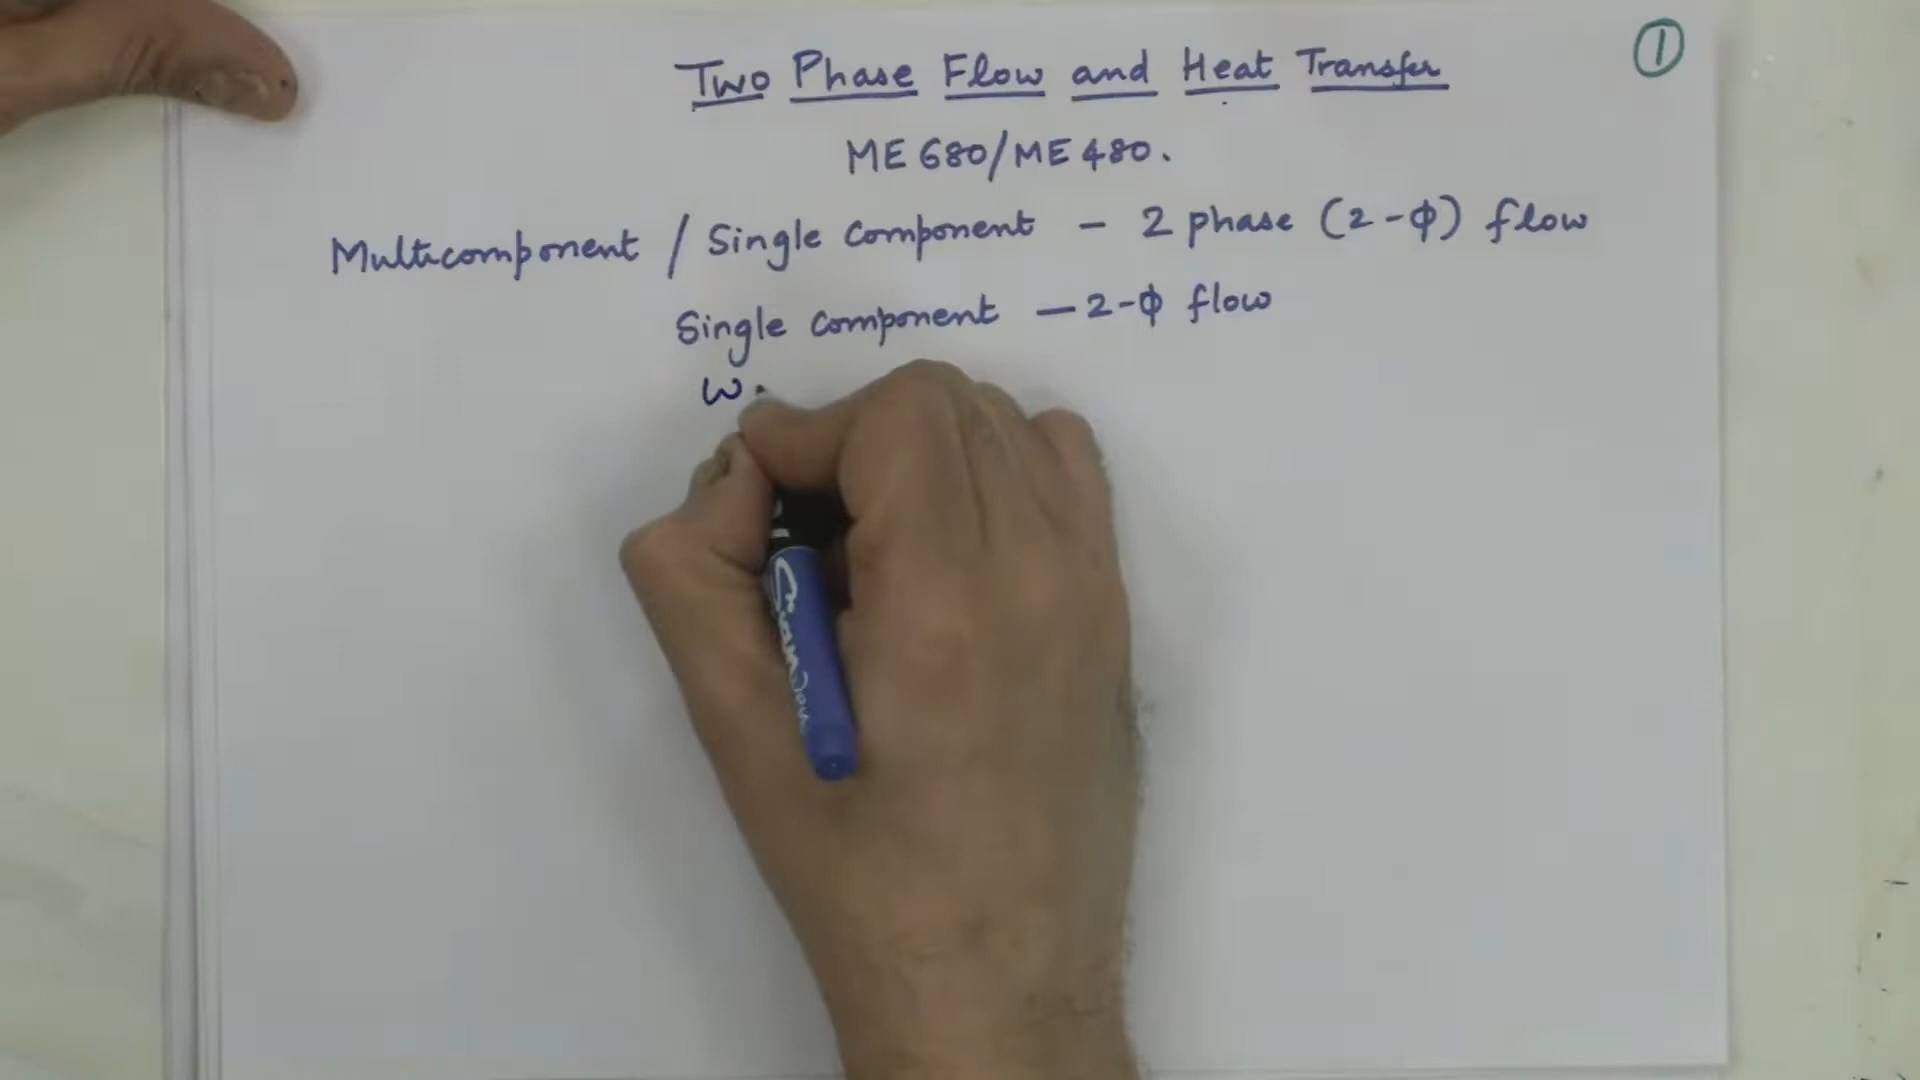 ①
Two Phase Flow and Heat Transfer
ME 680/ME 480.
Multicomponent / Single Component - 2 phase (2-Φ) flow
Single component - 2-Φ flow
W